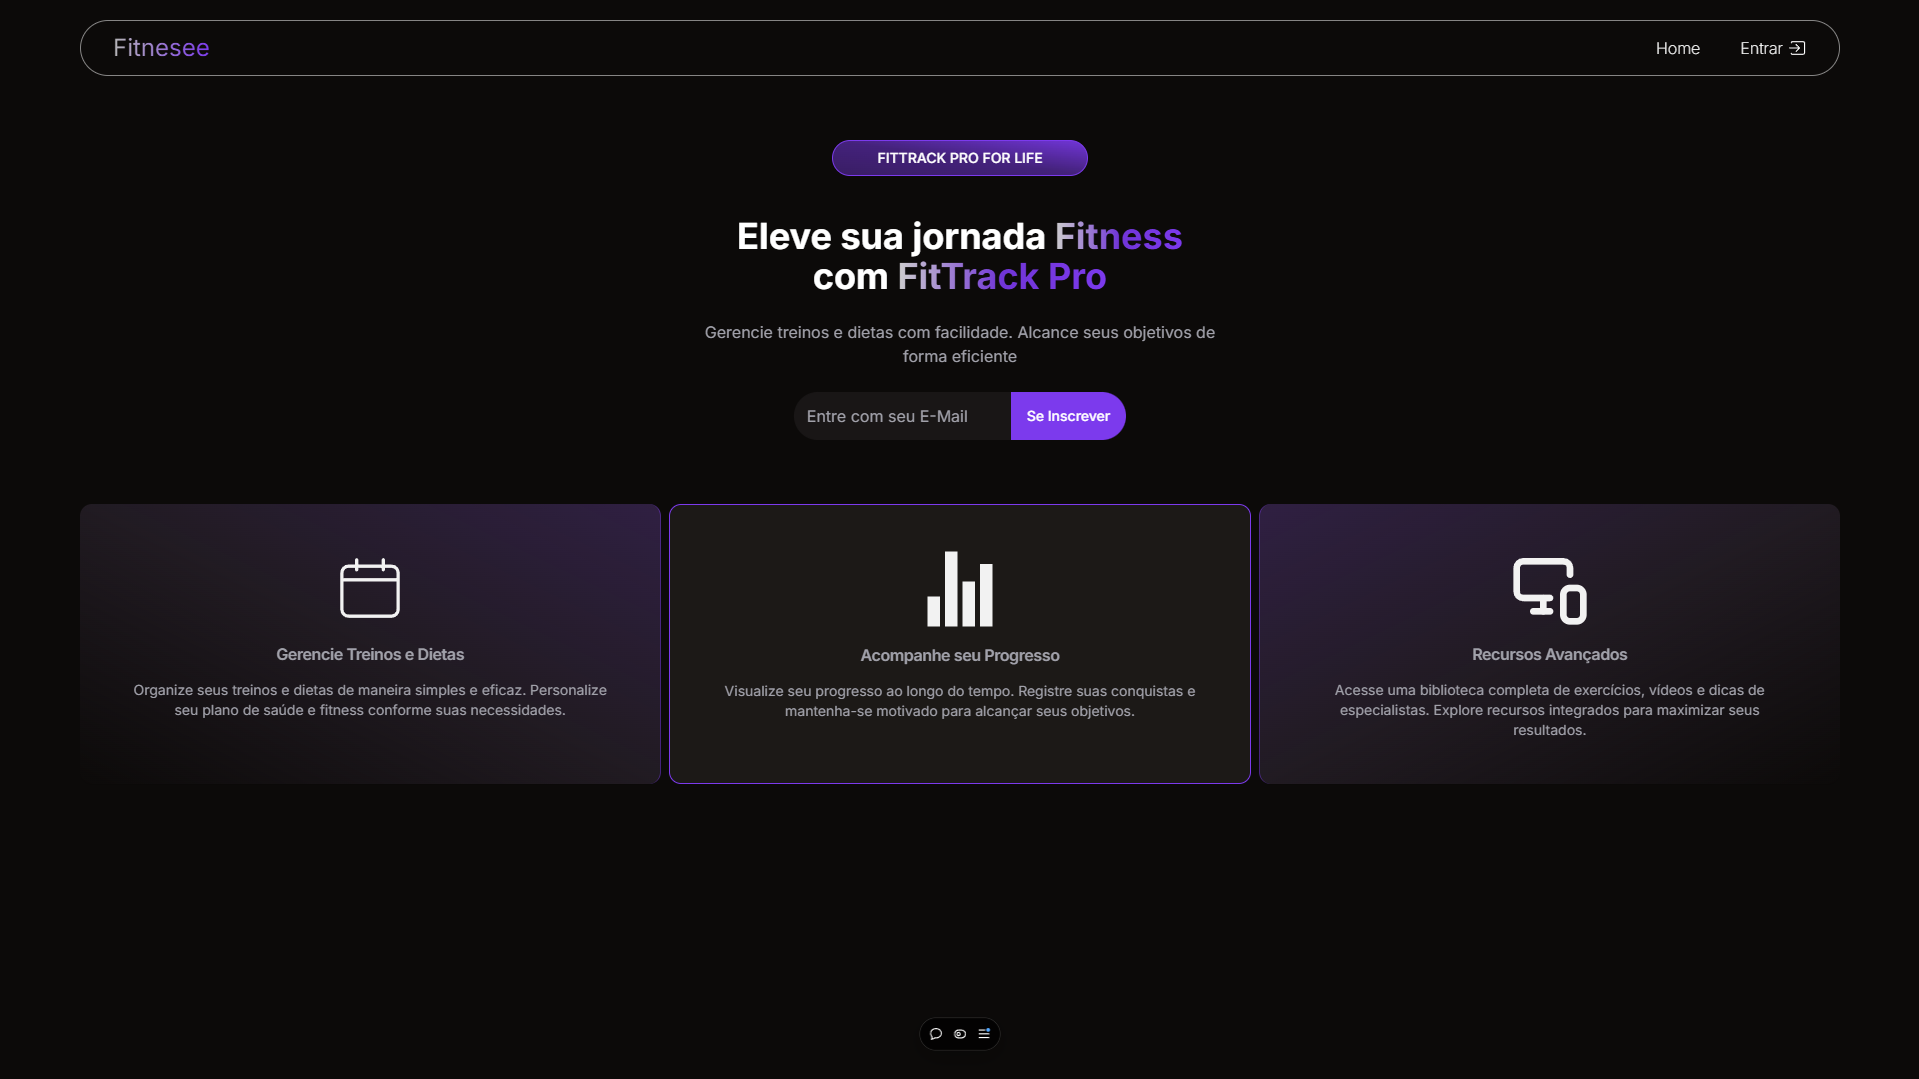 Fitnesee
Home
Entrar
FITTRACK PRO FOR LIFE
Eleve sua jornada Fitness
com FitTrack Pro
Gerencie treinos e dietas com facilidade. Alcance seus objetivos de
forma eficiente
Entre com seu E-Mail
Se Inscrever
Gerencie Treinos e Dietas
Organize seus treinos e dietas de maneira simples e eficaz. Personalize
seu plano de saúde e fitness conforme suas necessidades.
Acompanhe seu Progresso
Visualize seu progresso ao longo do tempo. Registre suas conquistas e
mantenha-se motivado para alcançar seus objetivos.
Recursos Avançados
Acesse uma biblioteca completa de exercícios, vídeos e dicas de
especialistas. Explore recursos integrados para maximizar seus
resultados.